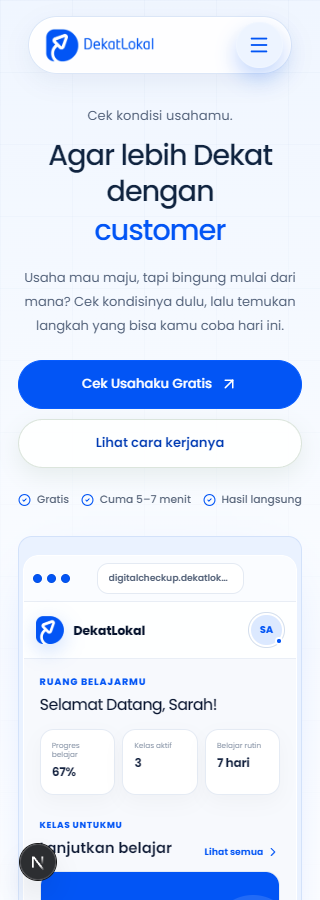 DekatLokal
Cek kondisi usahamu.
Agar lebih Dekat
dengan
customer
Usaha mau maju, tapi bingung mulai dari
mana? Cek kondisinya dulu, lalu temukan
langkah yang bisa kamu coba hari ini.
Cek Usahaku Gratis
Lihat cara kerjanya
Gratis Cuma 5–7 menit Hasil langsung
digitalcheckup.dekatlok...
DekatLokal SA
RUANG BELAJARMU
Selamat Datang, Sarah!
Progres belajar
67%
Kelas aktif
3
Belajar rutin
7 hari
KELAS UNTUKMU
anjutkan belajar Lihat semua
N